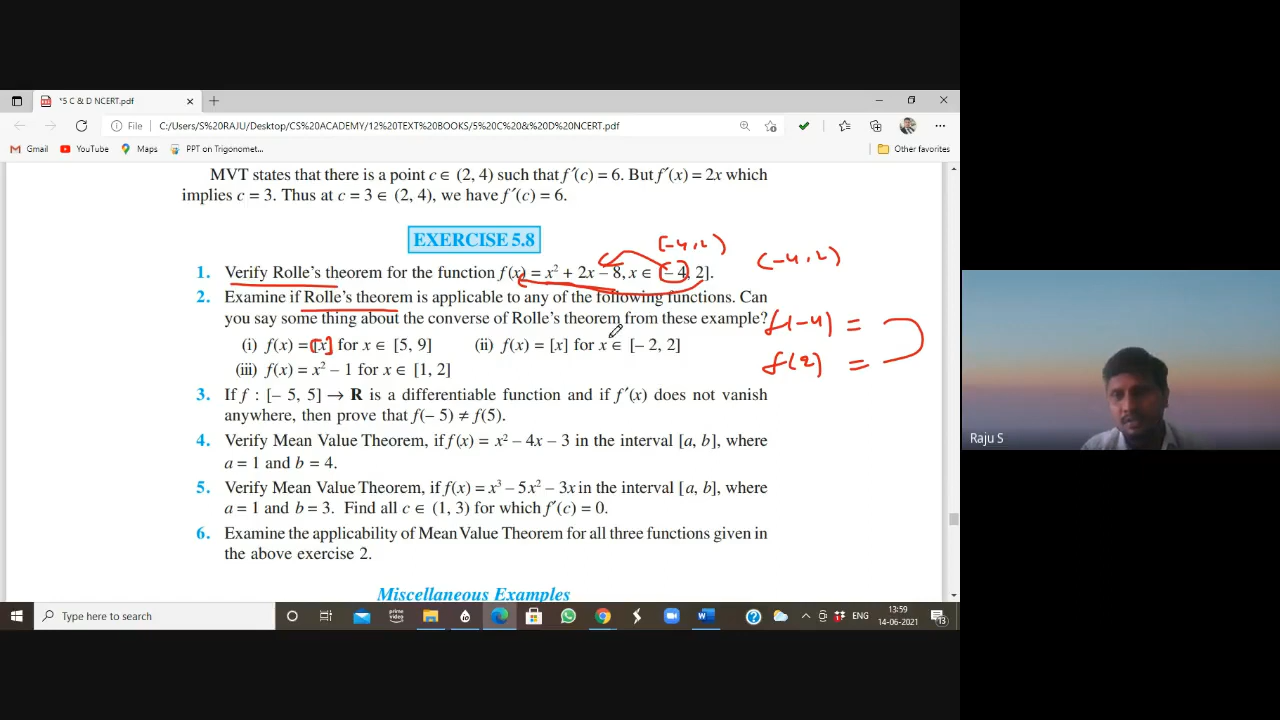 *5 C & D NCERT.pdf
File C:/Users/S%20RAJU/Desktop/CS%20ACADEMY/12%20TEXT%20BOOKS/5%20C%20&%20D%20NCERT.pdf
Gmail YouTube Maps PPT on Trigonomet... Other favorites
MVT states that there is a point c ∈ (2, 4) such that f′(c) = 6. But f′(x) = 2x which
implies c = 3. Thus at c = 3 ∈ (2, 4), we have f′(c) = 6.
EXERCISE 5.8
[-4,2)
(-4,2)
1. Verify Rolle's theorem for the function f(x) = x² + 2x – 8, x ∈ [– 4, 2].
2. Examine if Rolle's theorem is applicable to any of the following functions. Can
you say some thing about the converse of Rolle's theorem from these example?
f(-4) =
(i) f(x) = [x] for x ∈ [5, 9] (ii) f(x) = [x] for x ∈ [– 2, 2]
f(2) =
(iii) f(x) = x² – 1 for x ∈ [1, 2]
3. If f : [– 5, 5] → R is a differentiable function and if f′(x) does not vanish
anywhere, then prove that f(– 5) ≠ f(5).
4. Verify Mean Value Theorem, if f(x) = x² – 4x – 3 in the interval [a, b], where
a = 1 and b = 4.
5. Verify Mean Value Theorem, if f(x) = x³ – 5x² – 3x in the interval [a, b], where
a = 1 and b = 3. Find all c ∈ (1, 3) for which f′(c) = 0.
6. Examine the applicability of Mean Value Theorem for all three functions given in
the above exercise 2.
Miscellaneous Examples
Raju S
Type here to search
prime video
ENG
13:59
14-06-2021
13